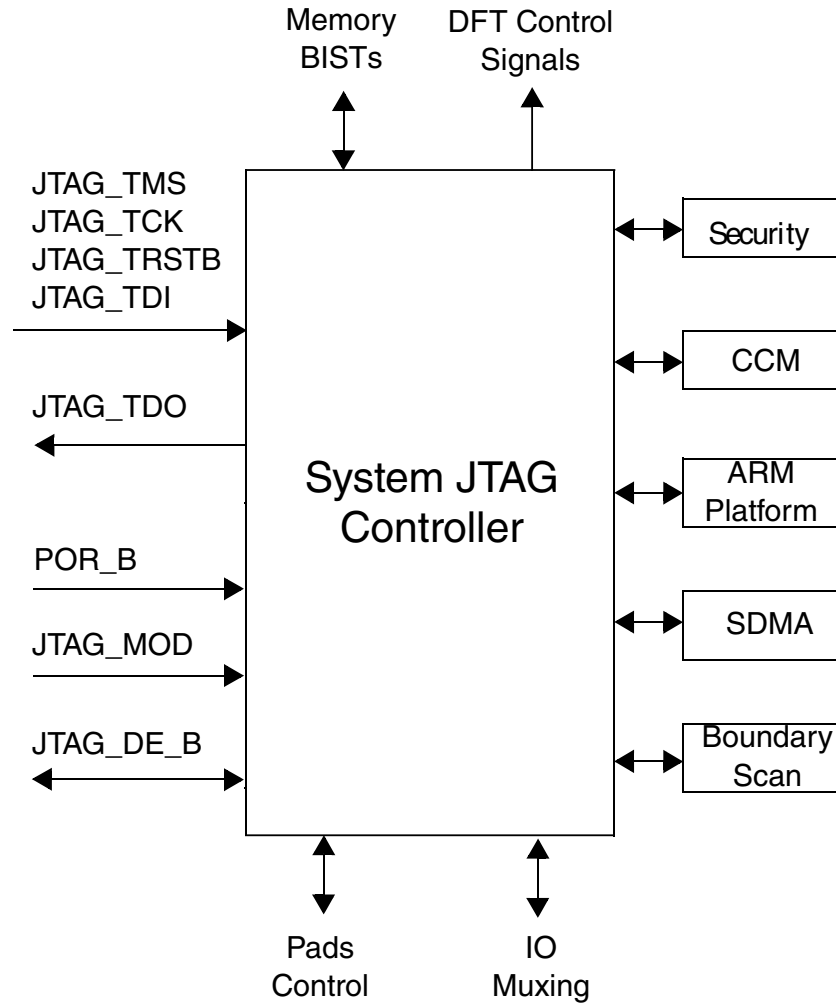 Memory
BISTs
DFT Control
Signals
JTAG_TMS
JTAG_TCK
JTAG_TRSTB
JTAG_TDI
JTAG_TDO
POR_B
JTAG_MOD
JTAG_DE_B
System JTAG
Controller
Security
CCM
ARM
Platform
SDMA
Boundary
Scan
Pads
Control
IO
Muxing